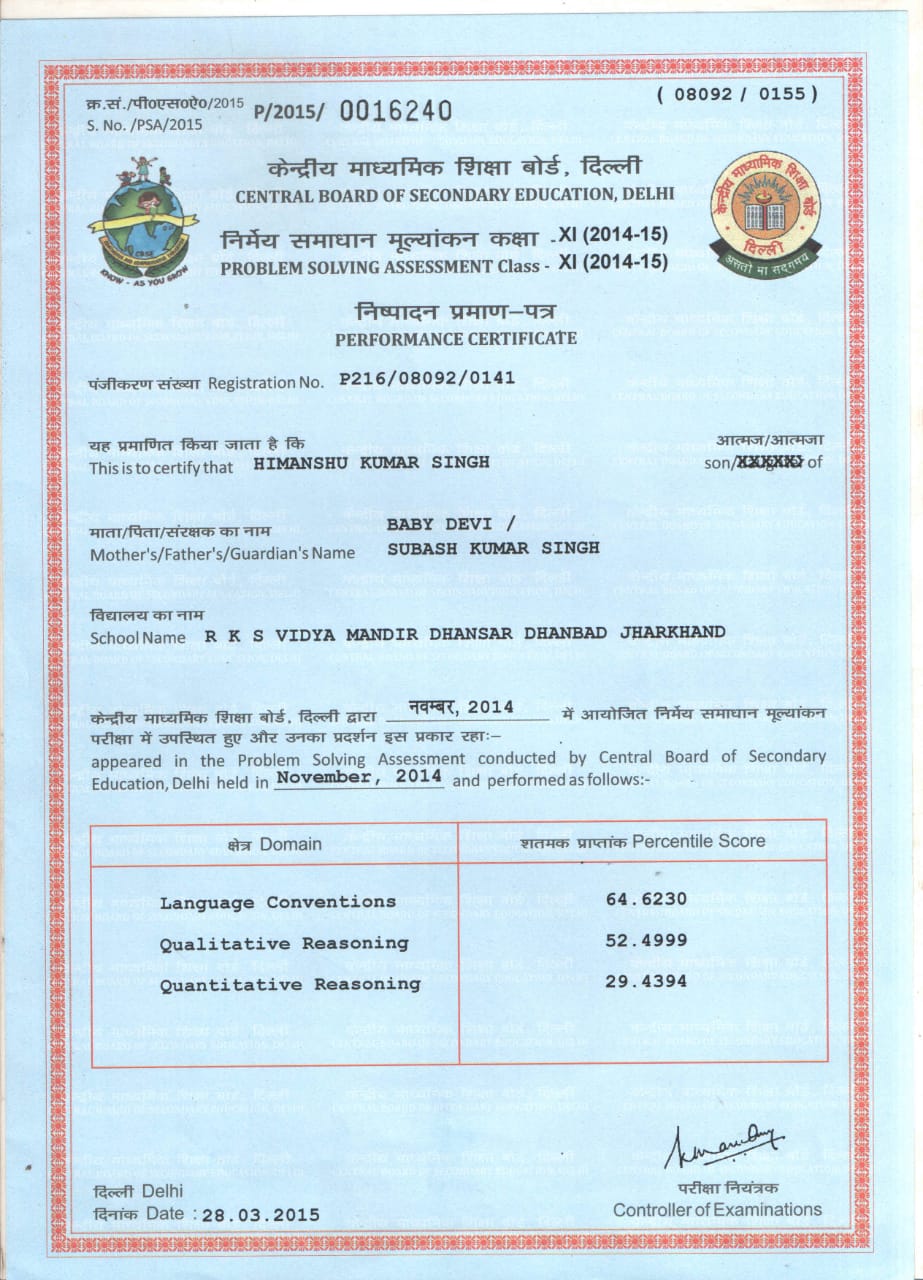 क्र.सं./पी०एस०ऐ०/2015
S. No. /PSA/2015
P/2015/ 0016240
( 08092 / 0155 )
केन्द्रीय माध्यमिक शिक्षा बोर्ड, दिल्ली
CENTRAL BOARD OF SECONDARY EDUCATION, DELHI
निर्मेय समाधान मूल्यांकन कक्षा - XI (2014-15)
PROBLEM SOLVING ASSESSMENT Class - XI (2014-15)
CBSE
KNOW - AS YOU GROW
केन्द्रीय माध्यमिक शिक्षा बोर्ड
दिल्ली
असतो मा सद्गमय
निष्पादन प्रमाण–पत्र
PERFORMANCE CERTIFICATE
पंजीकरण संख्या Registration No. P216/08092/0141
यह प्रमाणित किया जाता है कि
आत्मज/आत्मजा
This is to certify that HIMANSHU KUMAR SINGH son/ of
माता/पिता/संरक्षक का नाम BABY DEVI /
Mother's/Father's/Guardian's Name SUBASH KUMAR SINGH
विद्यालय का नाम
School Name R K S VIDYA MANDIR DHANSAR DHANBAD JHARKHAND
केन्द्रीय माध्यमिक शिक्षा बोर्ड, दिल्ली द्वारा नवम्बर, 2014 में आयोजित निर्मेय समाधान मूल्यांकन
परीक्षा में उपस्थित हुए और उनका प्रदर्शन इस प्रकार रहाः–
appeared in the Problem Solving Assessment conducted by Central Board of Secondary
Education, Delhi held in November, 2014 and performed as follows:-
क्षेत्र Domain शतमक प्राप्तांक Percentile Score
Language Conventions 64.6230
Qualitative Reasoning 52.4999
Quantitative Reasoning 29.4394
दिल्ली Delhi
दिनांक Date : 28.03.2015
परीक्षा नियंत्रक
Controller of Examinations